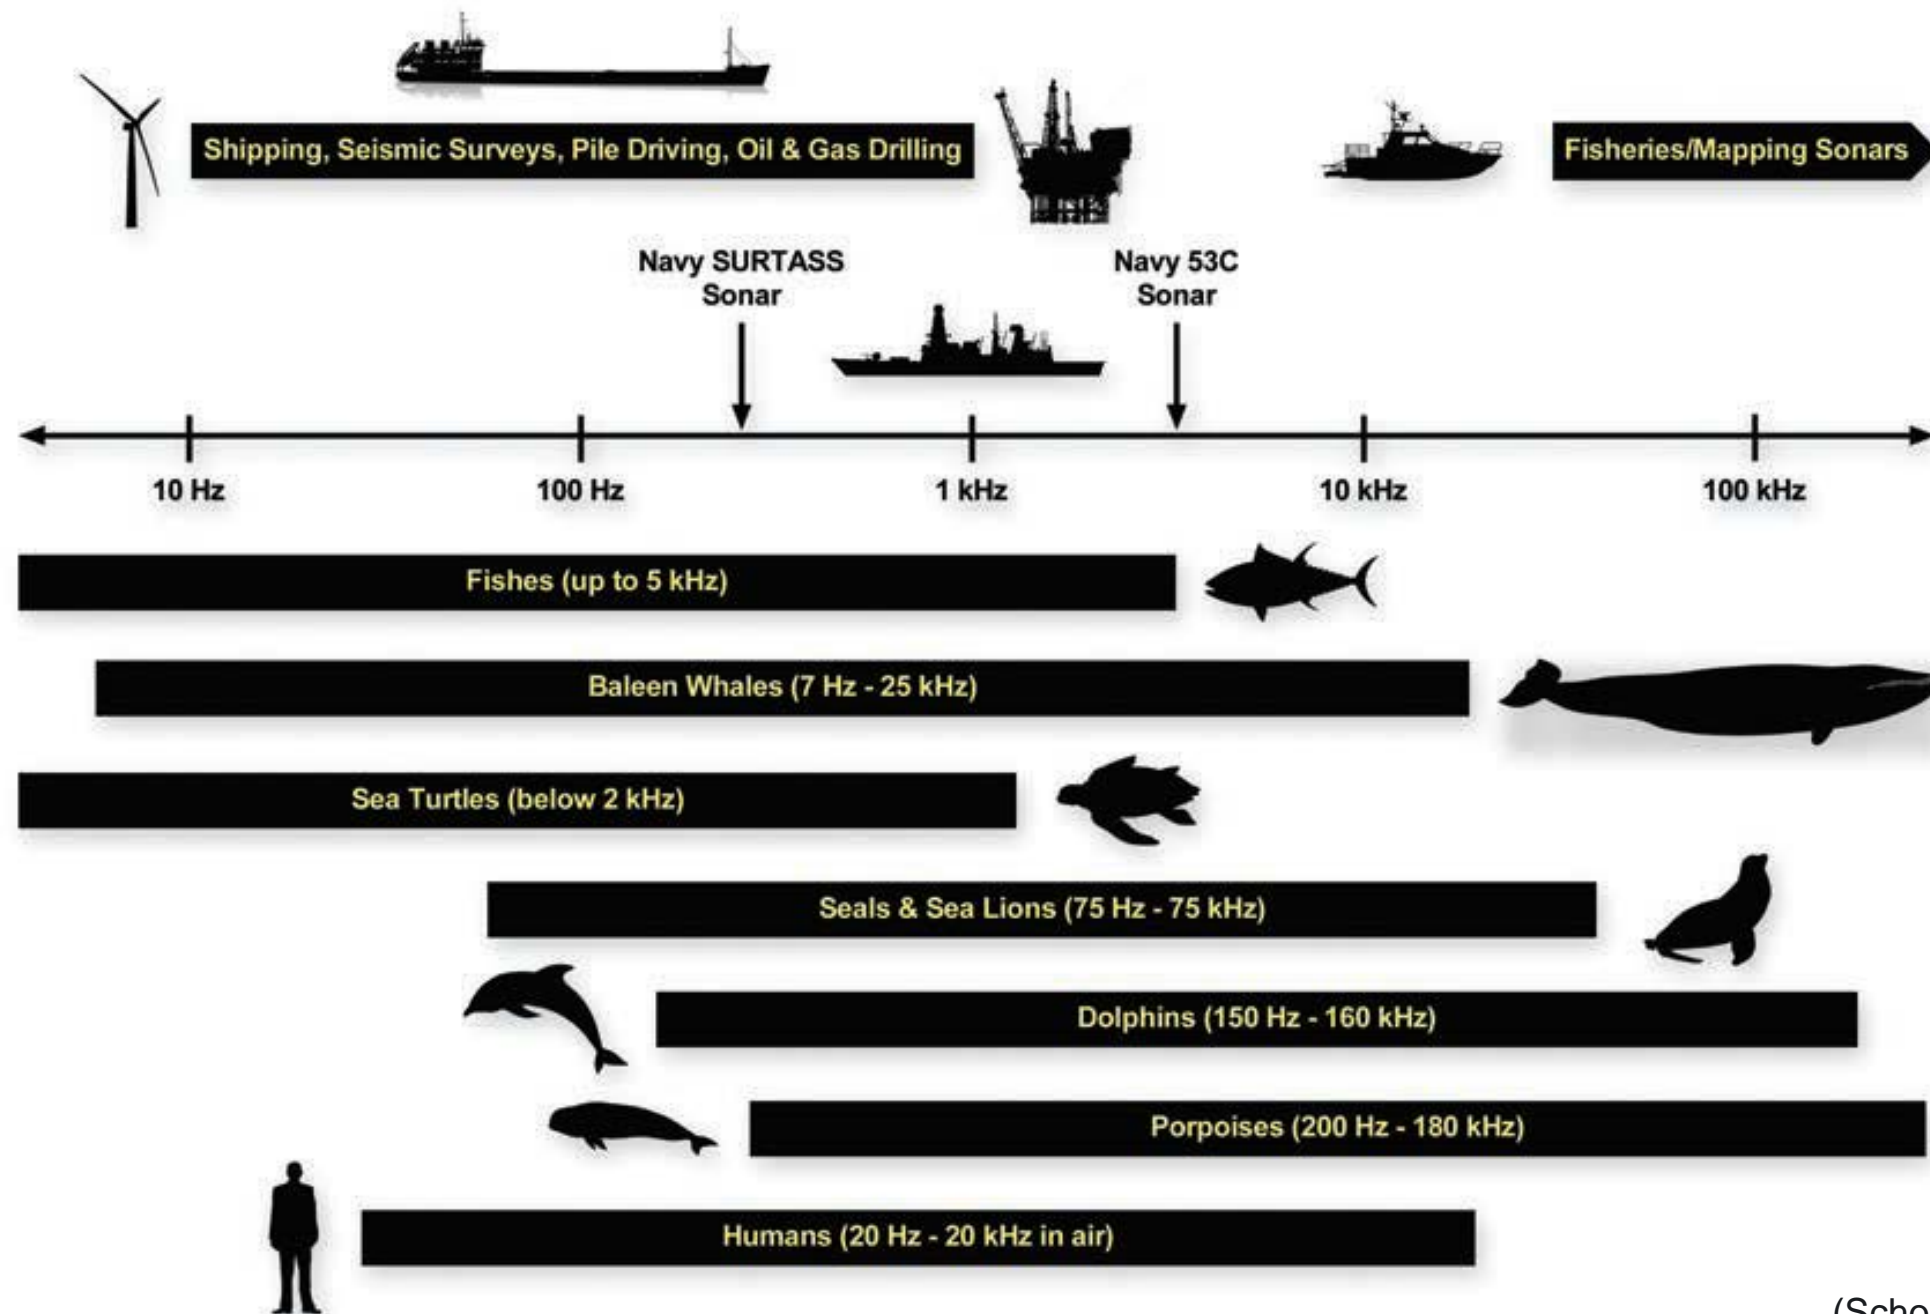 Shipping, Seismic Surveys, Pile Driving, Oil & Gas Drilling
Fisheries/Mapping Sonars
Navy SURTASS
Sonar
Navy 53C
Sonar
10 Hz
100 Hz
1 kHz
10 kHz
100 kHz
Fishes (up to 5 kHz)
Baleen Whales (7 Hz - 25 kHz)
Sea Turtles (below 2 kHz)
Seals & Sea Lions (75 Hz - 75 kHz)
Dolphins (150 Hz - 160 kHz)
Porpoises (200 Hz - 180 kHz)
Humans (20 Hz - 20 kHz in air)